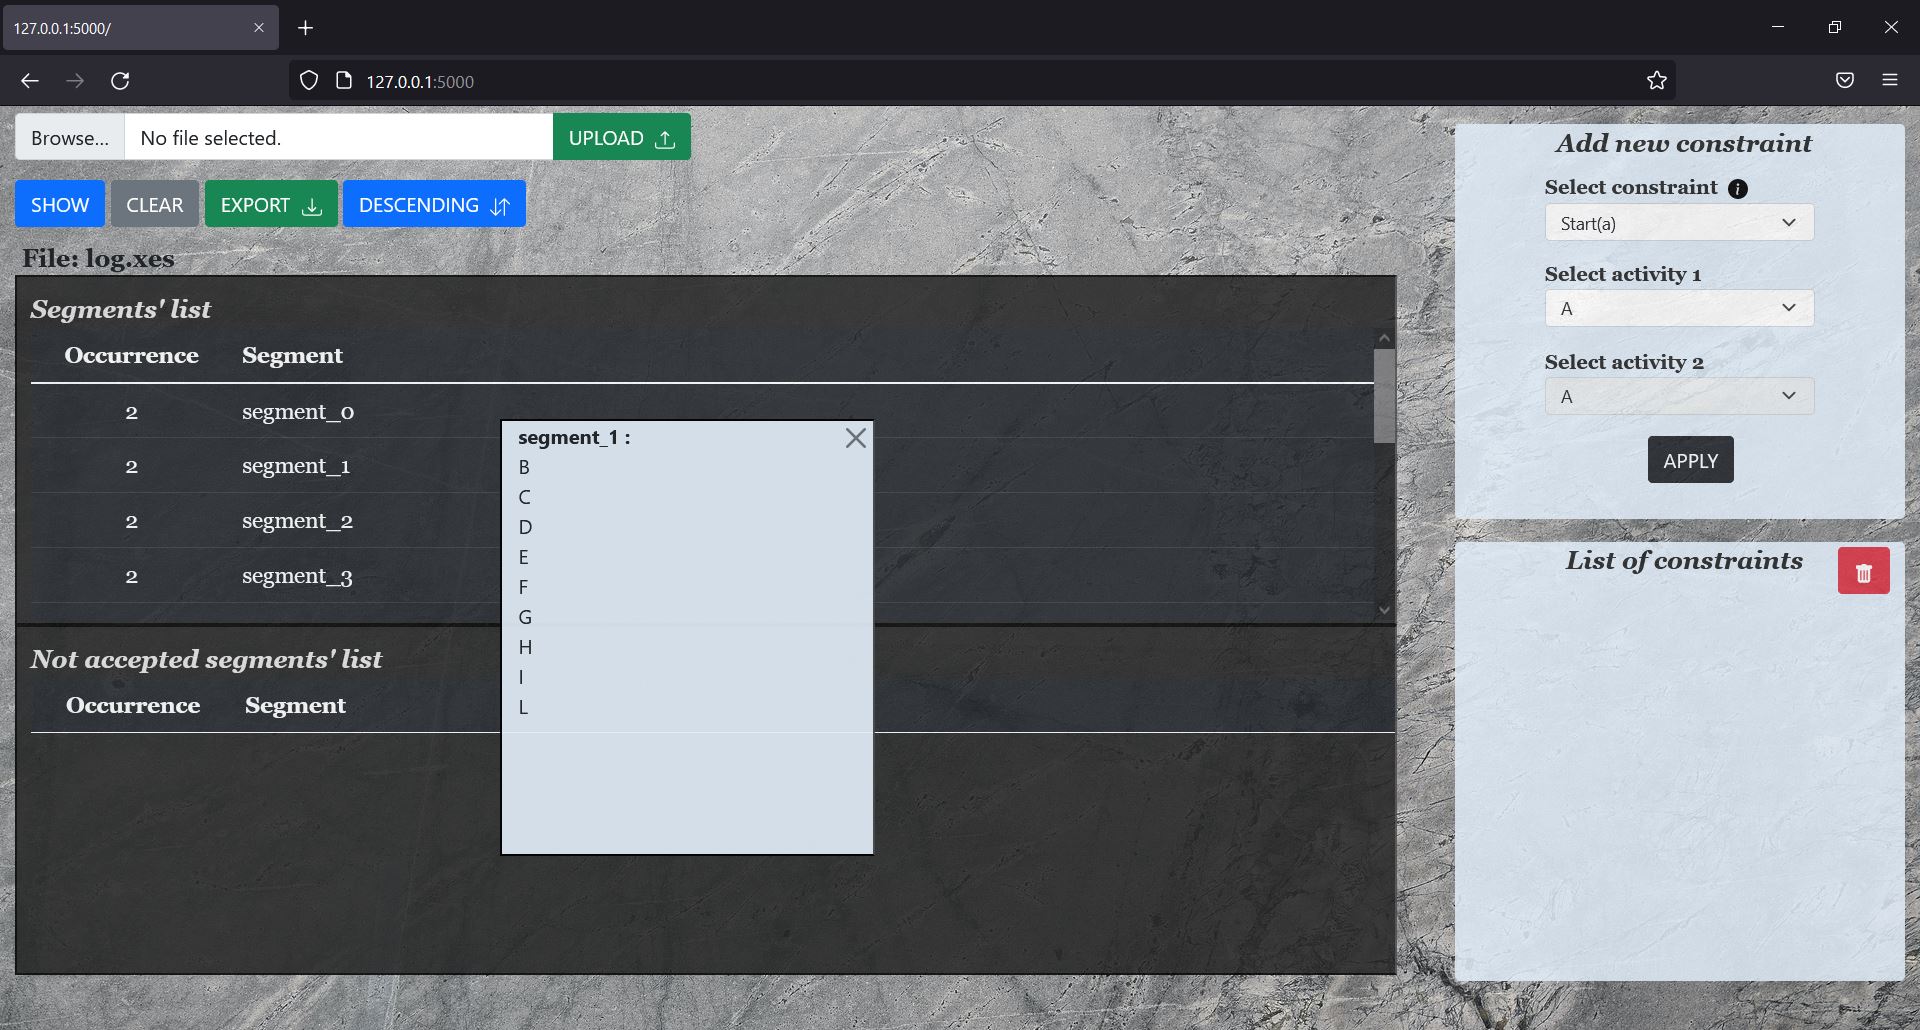 127.0.0.1:5000/
127.0.0.1:5000
Browse... No file selected. UPLOAD
SHOW CLEAR EXPORT DESCENDING
File: log.xes
Segments' list
Occurrence Segment
2 segment_0
2 segment_1
2 segment_2
2 segment_3
segment_1 :
B
C
D
E
F
G
H
I
L
Not accepted segments' list
Occurrence Segment
Add new constraint
Select constraint i
Start(a)
Select activity 1
A
Select activity 2
A
APPLY
List of constraints